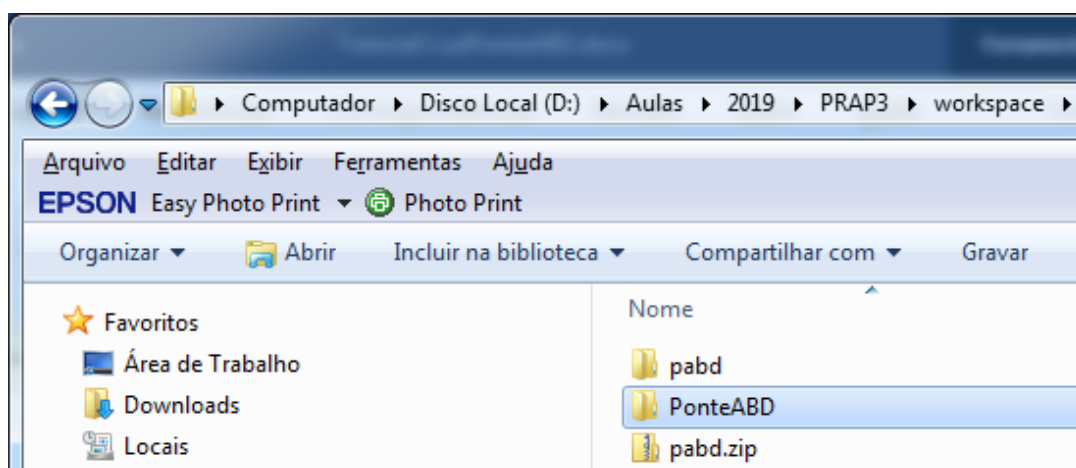 Computador Disco Local (D:) Aulas 2019 PRAP3 workspace
Arquivo Editar Exibir Ferramentas Ajuda
EPSON Easy Photo Print Photo Print
Organizar Abrir Incluir na biblioteca Compartilhar com Gravar
Favoritos
Área de Trabalho
Downloads
Locais
Nome
pabd
PonteABD
pabd.zip